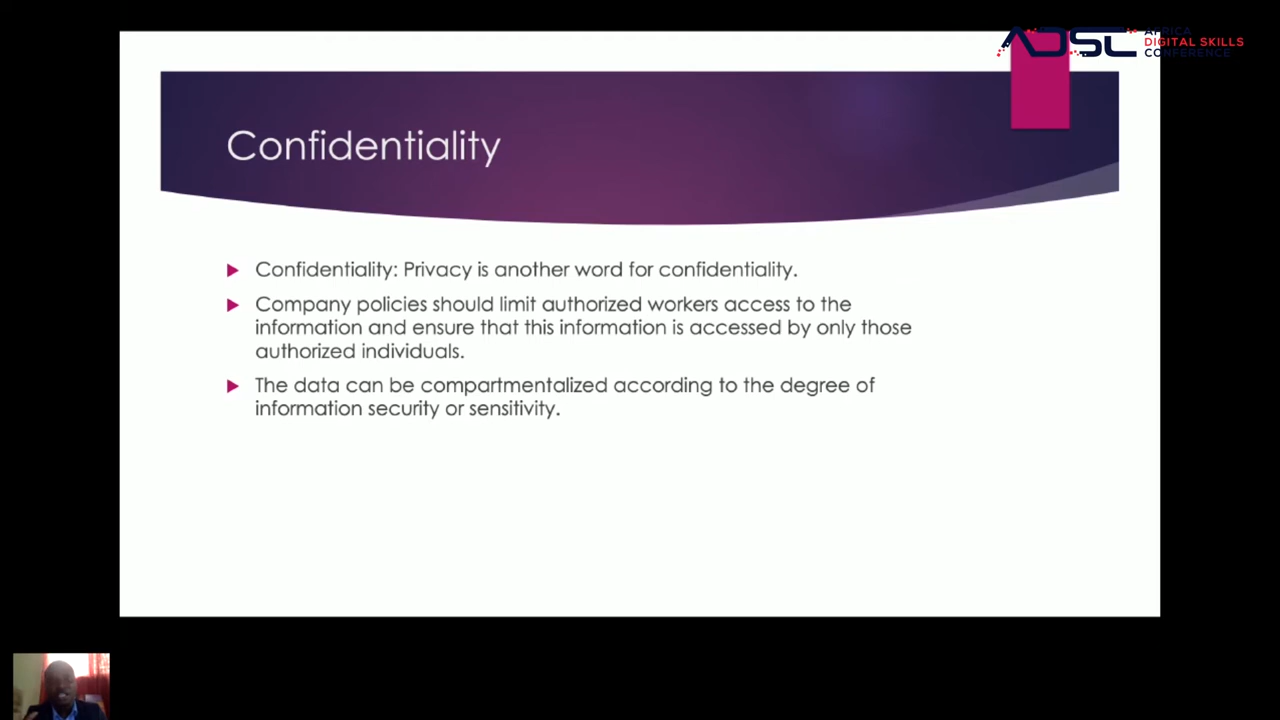 ADSC
AFRICA
DIGITAL SKILLS
CONFERENCE
Confidentiality
Confidentiality: Privacy is another word for confidentiality.
Company policies should limit authorized workers access to the
information and ensure that this information is accessed by only those
authorized individuals.
The data can be compartmentalized according to the degree of
information security or sensitivity.